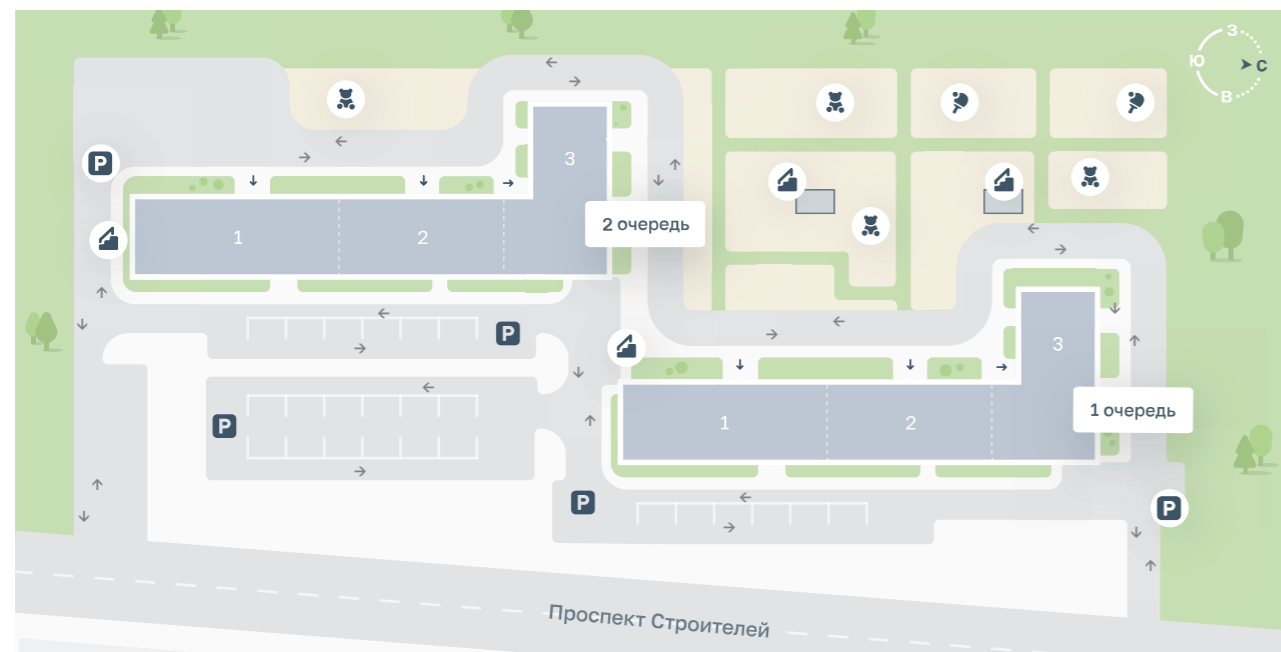 З
Ю
С
В
P
3
1
2
2 очередь
P
3
P
1
2
1 очередь
P
P
Проспект Строителей